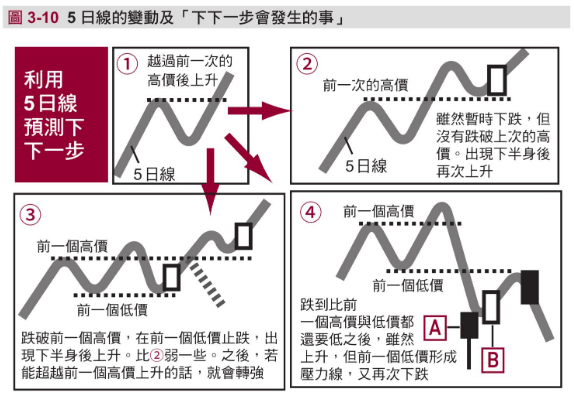 圖 3-10 5 日線的變動及「下下一步會發生的事」
利用
5日線
預測下
下一步
①
越過前一次的
高價後上升
5日線
②
前一次的高價
雖然暫時下跌，但
沒有跌破上次的高
價。出現下半身後
再次上升
5日線
③
前一個高價
前一個低價
跌破前一個高價，在前一個低價止跌，出
現下半身後上升。比②弱一些。之後，若
能超越前一個高價上升的話，就會轉強
④
前一個高價
前一個低價
跌到比前
一個高價與低價都
還要低之後，雖然
上升，但前一個低價形成
壓力線，又再次下跌
A
B